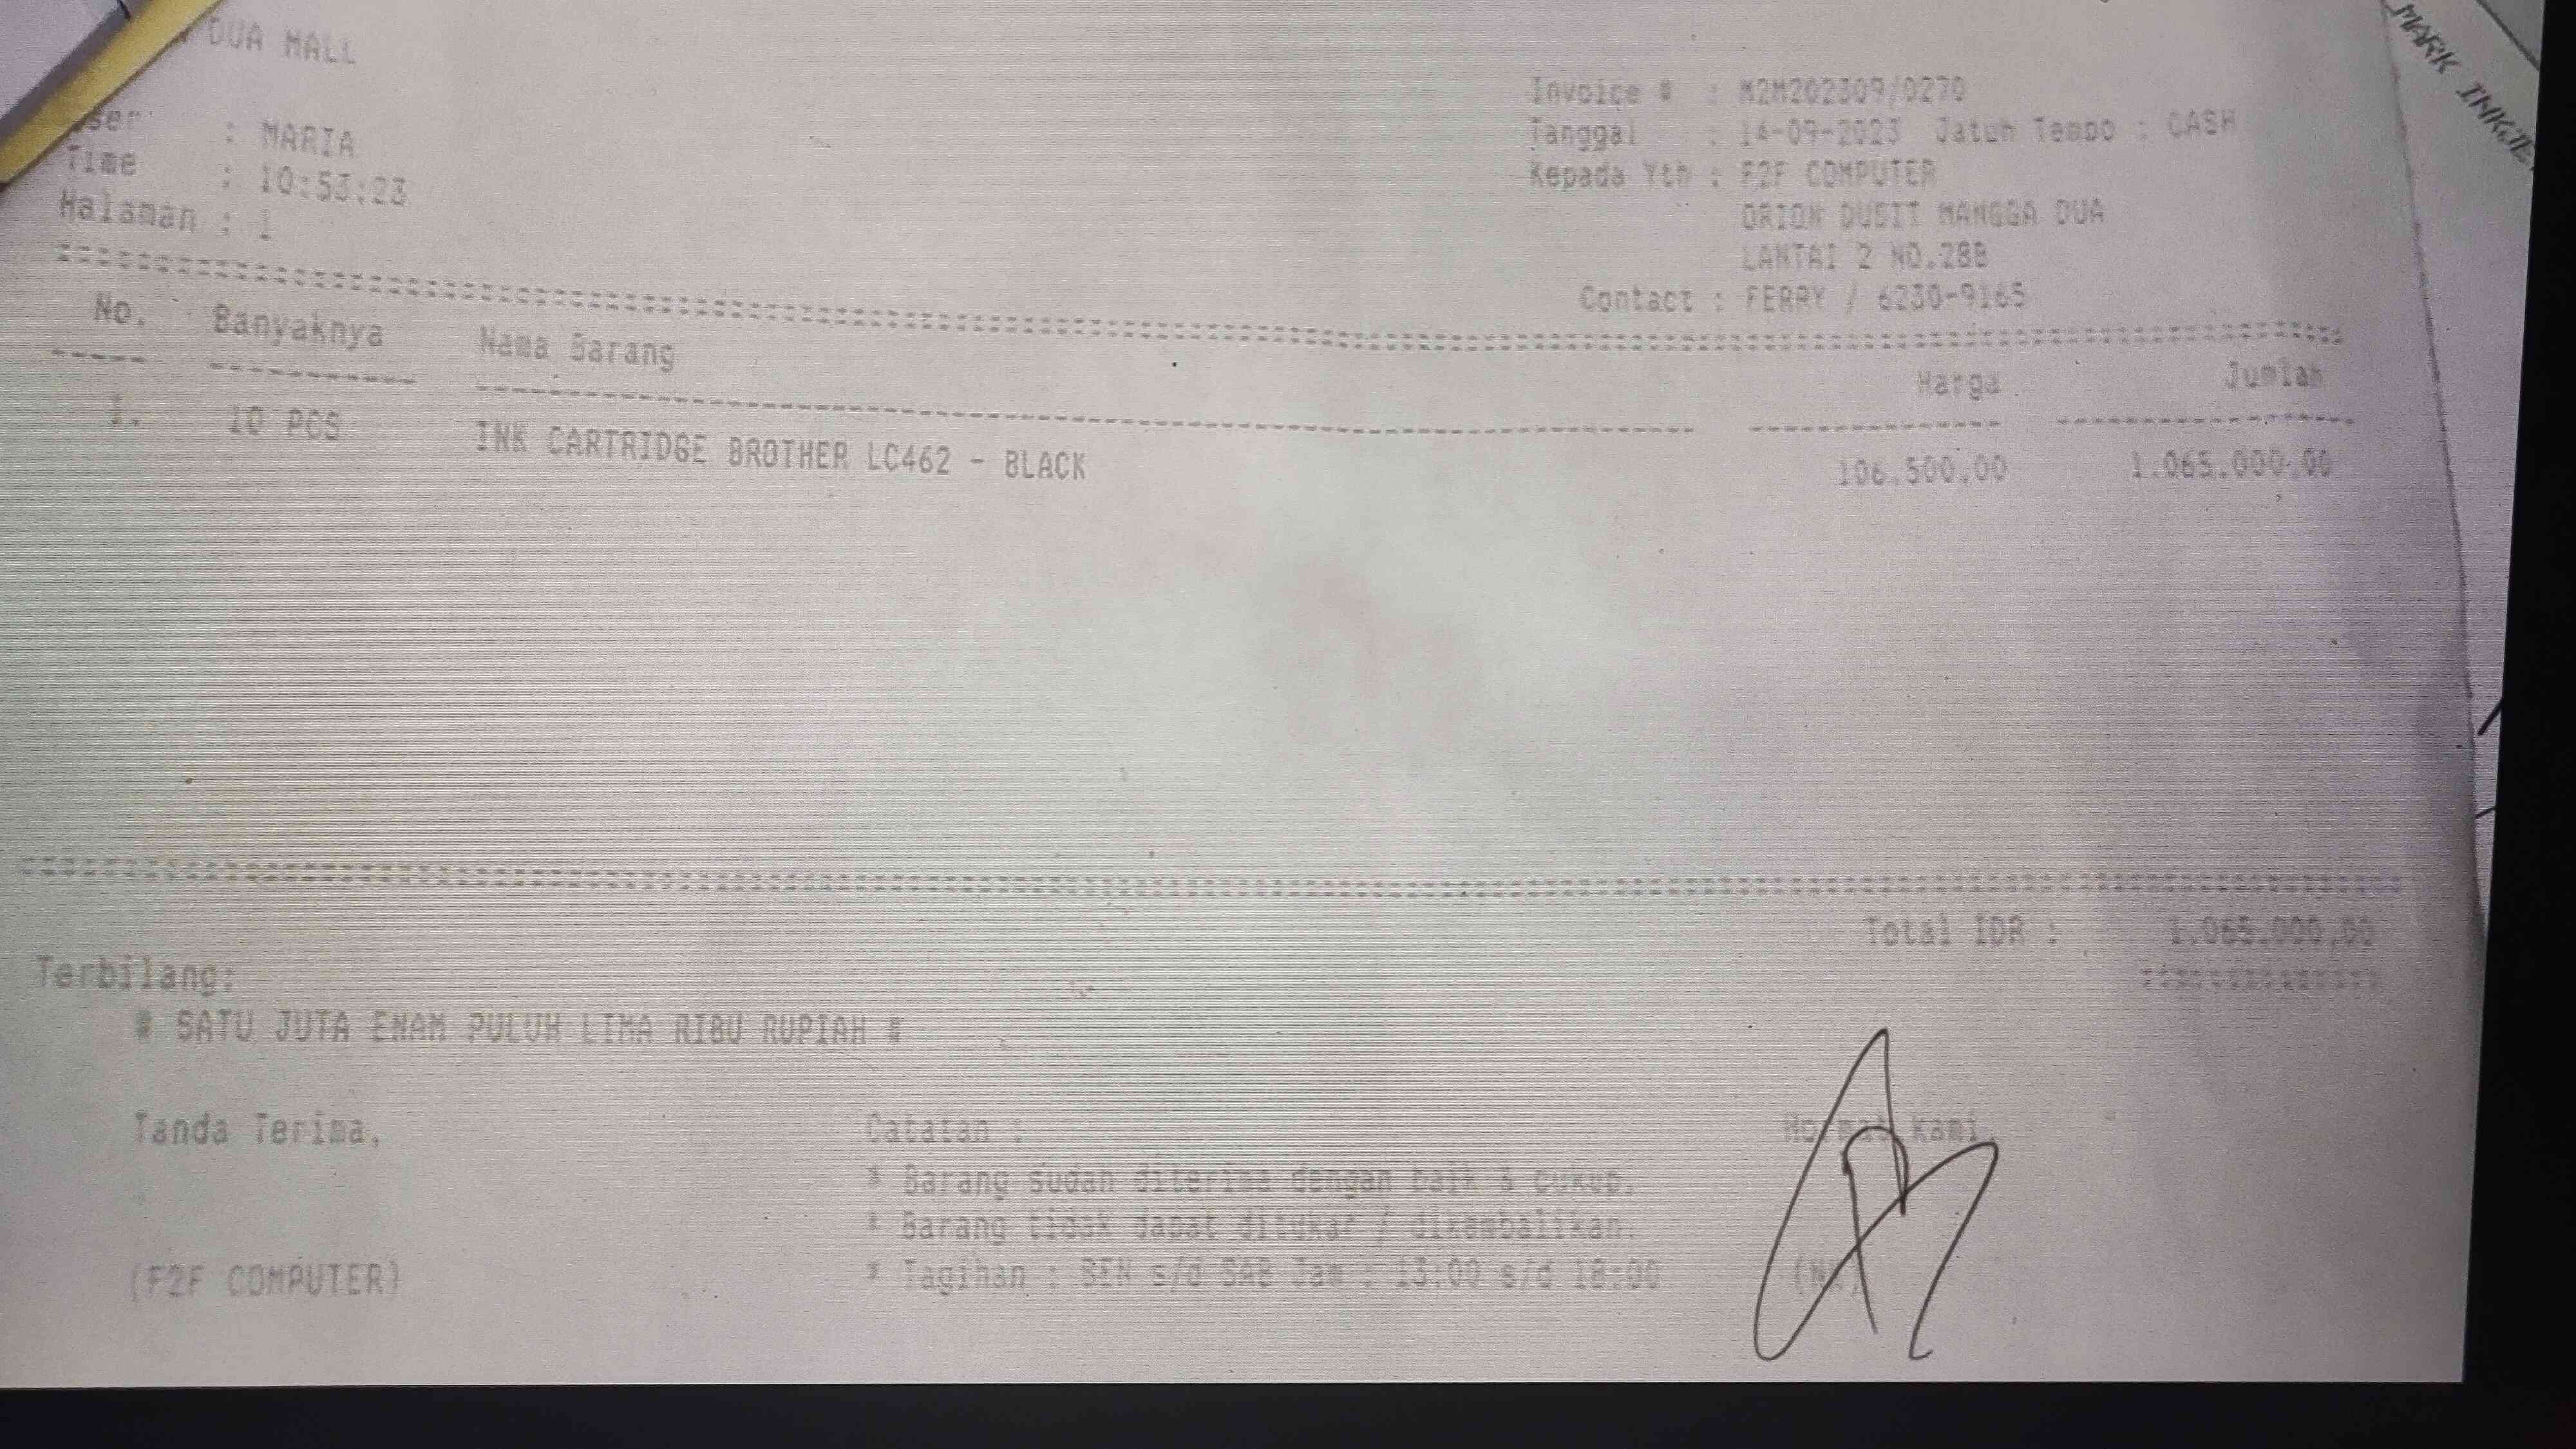 DUA MALL
User : MARIA
Time : 10:53:23
Halaman : 1
Invoice # : M2M202309/0270
Tanggal : 14-09-2023 Jatuh Tempo : CASH
Kepada Yth : F2F COMPUTER
ORION DUSIT MANGGA DUA
LANTAI 2 NO.28B
Contact : FERRY / 6230-9165
No. Banyaknya Nama Barang Harga Jumlah
1. 10 PCS INK CARTRIDGE BROTHER LC462 - BLACK 106.500,00 1.065.000,00
Total IDR : 1.065.000,00
Terbilang:
# SATU JUTA ENAM PULUH LIMA RIBU RUPIAH #
Tanda Terima, Catatan : Hormat Kami,
* Barang sudah diterima dengan baik & cukup.
* Barang tidak dapat ditukar / dikembalikan.
(F2F COMPUTER) * Tagihan : SEN s/d SAB Jam : 13:00 s/d 18:00
MARK